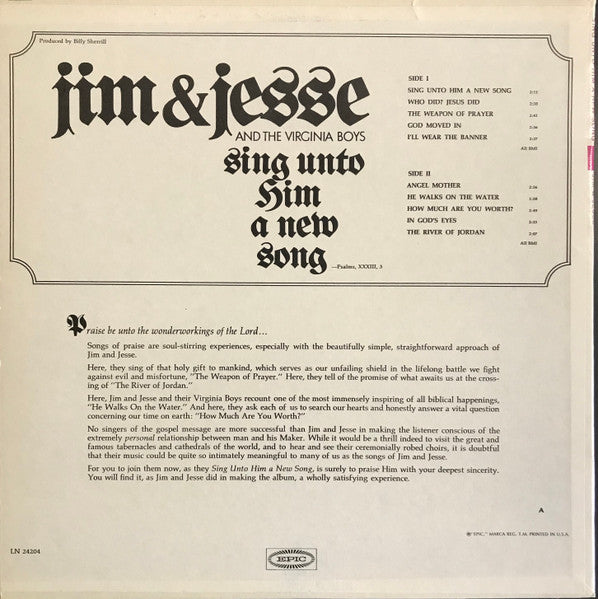 Produced by Billy Sherrill
jim & jesse
AND THE VIRGINIA BOYS
sing unto
Him
a new
song
—Psalms, XXXIII, 3
SIDE I
SING UNTO HIM A NEW SONG
WHO DID? JESUS DID
THE WEAPON OF PRAYER
GOD MOVED IN
I'LL WEAR THE BANNER
All BMI
SIDE II
ANGEL MOTHER
HE WALKS ON THE WATER
HOW MUCH ARE YOU WORTH?
IN GOD'S EYES
THE RIVER OF JORDAN
All BMI
Praise be unto the wonderworkings of the Lord...
Songs of praise are soul-stirring experiences, especially with the beautifully simple, straightforward approach of
Jim and Jesse.
Here, they sing of that holy gift to mankind, which serves as our unfailing shield in the lifelong battle we fight
against evil and misfortune, "The Weapon of Prayer." Here, they tell of the promise of what awaits us at the cross-
ing of "The River of Jordan."
Here, Jim and Jesse and their Virginia Boys recount one of the most immensely inspiring of all biblical happenings,
"He Walks On the Water." And here, they ask each of us to search our hearts and honestly answer a vital question
concerning our time on earth: "How Much Are You Worth?"
No singers of the gospel message are more successful than Jim and Jesse in making the listener conscious of the
extremely personal relationship between man and his Maker. While it would be a thrill indeed to visit the great and
famous tabernacles and cathedrals of the world, and to hear and see their ceremonially robed choirs, it is doubtful
that their music could be quite so intimately meaningful to many of us as the songs of Jim and Jesse.
For you to join them now, as they Sing Unto Him a New Song, is surely to praise Him with your deepest sincerity.
You will find it, as Jim and Jesse did in making the album, a wholly satisfying experience.
A
® "EPIC," MARCA REG. T.M. PRINTED IN U.S.A.
LN 24204
EPIC